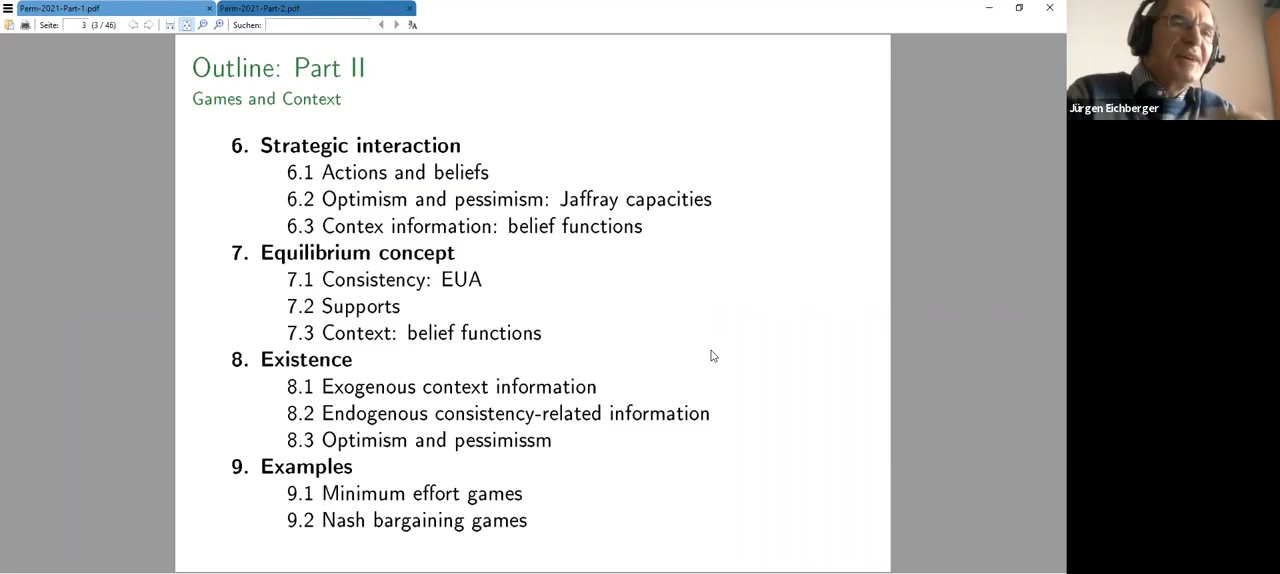 Perm-2021-Part-1.pdf
Perm-2021-Part-2.pdf
Seite: 3 (3 / 46) Suchen:
Outline: Part II
Games and Context
6. Strategic interaction
6.1 Actions and beliefs
6.2 Optimism and pessimism: Jaffray capacities
6.3 Contex information: belief functions
7. Equilibrium concept
7.1 Consistency: EUA
7.2 Supports
7.3 Context: belief functions
8. Existence
8.1 Exogenous context information
8.2 Endogenous consistency-related information
8.3 Optimism and pessimissm
9. Examples
9.1 Minimum effort games
9.2 Nash bargaining games
Jürgen Eichberger